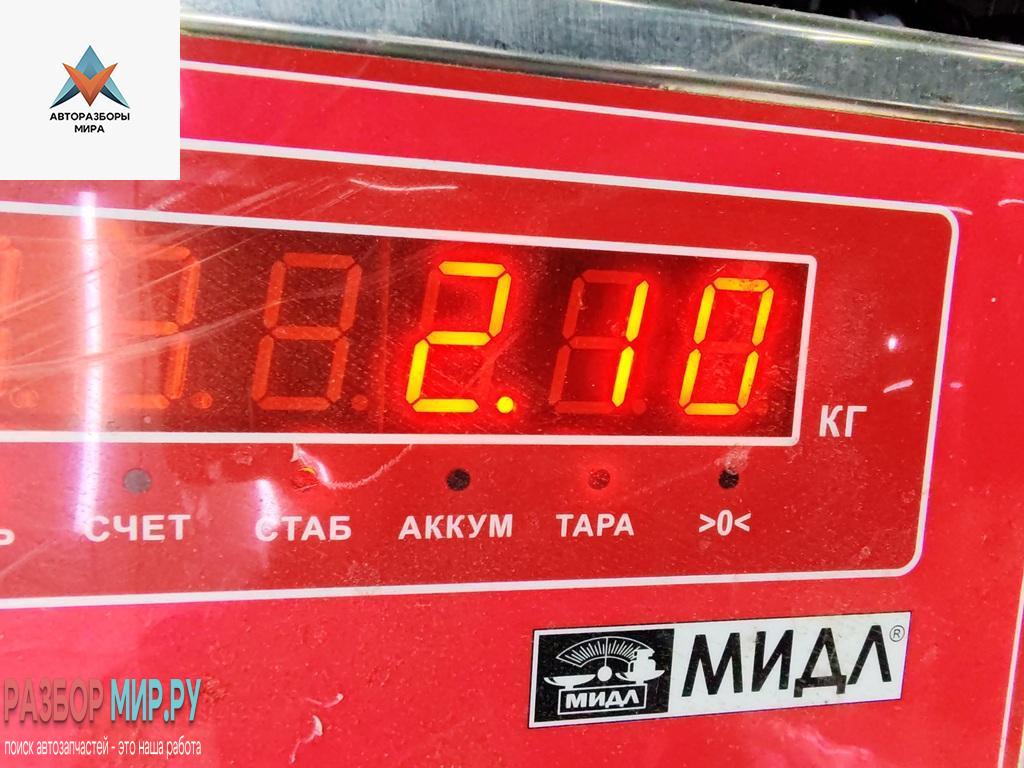 АВТОРАЗБОРЫ
МИРА
2.10
КГ
Ь СЧЕТ СТАБ АККУМ ТАРА >0<
МИДЛ МИДЛ®
РАЗБОР МИР.РУ
поиск автозапчастей - это наша работа